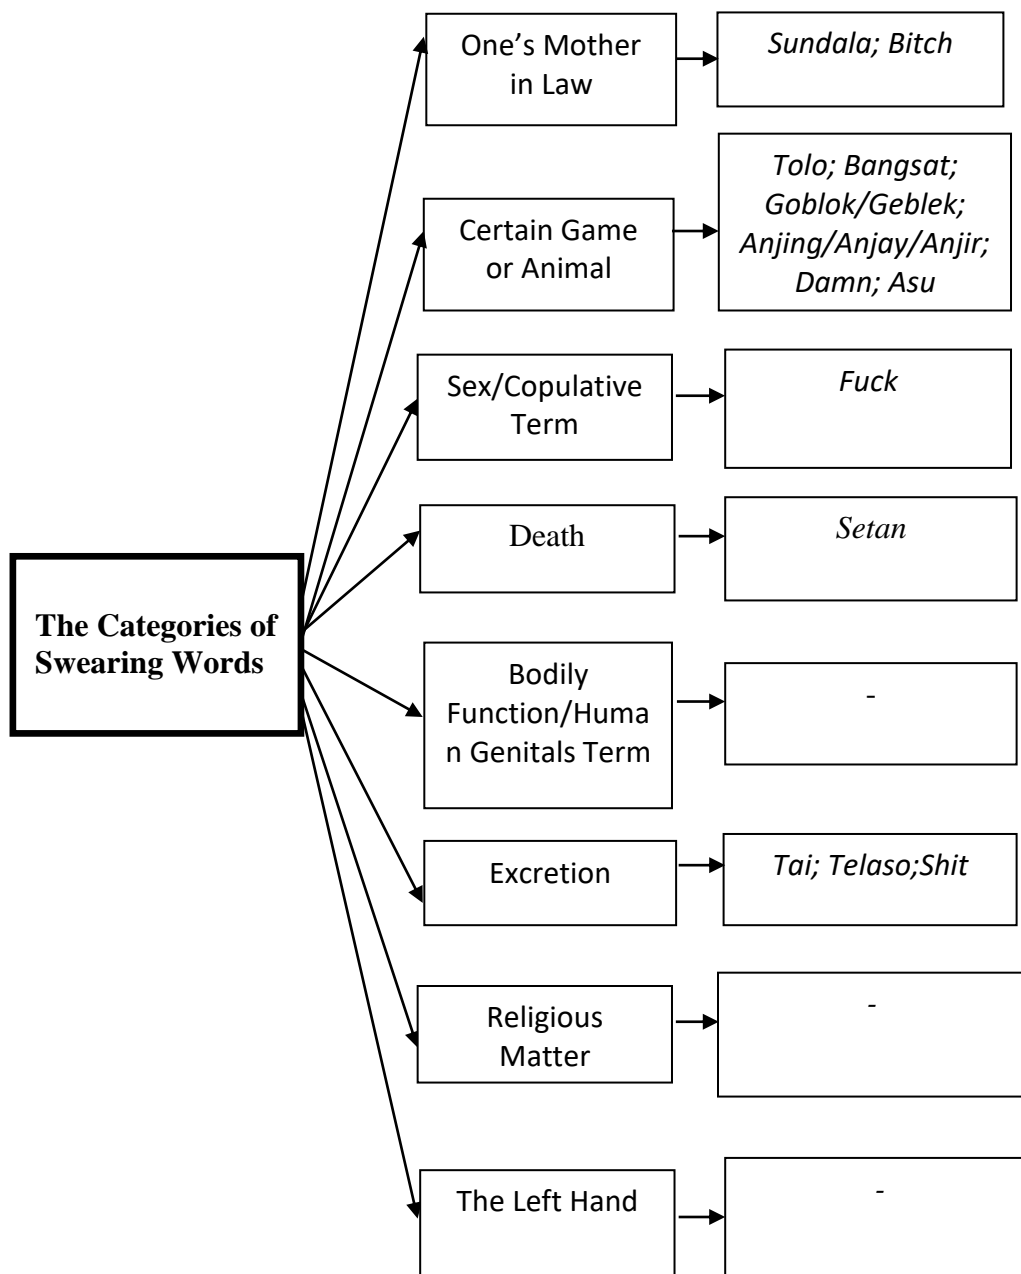 One's Mother
in Law
Sundala; Bitch
Certain Game
or Animal
Tolo; Bangsat;
Goblok/Geblek;
Anjing/Anjay/Anjir;
Damn; Asu
Sex/Copulative
Term
Fuck
Death
Setan
The Categories of
Swearing Words
Bodily
Function/Huma
n Genitals Term
-
Excretion
Tai; Telaso;Shit
Religious
Matter
-
The Left Hand
-